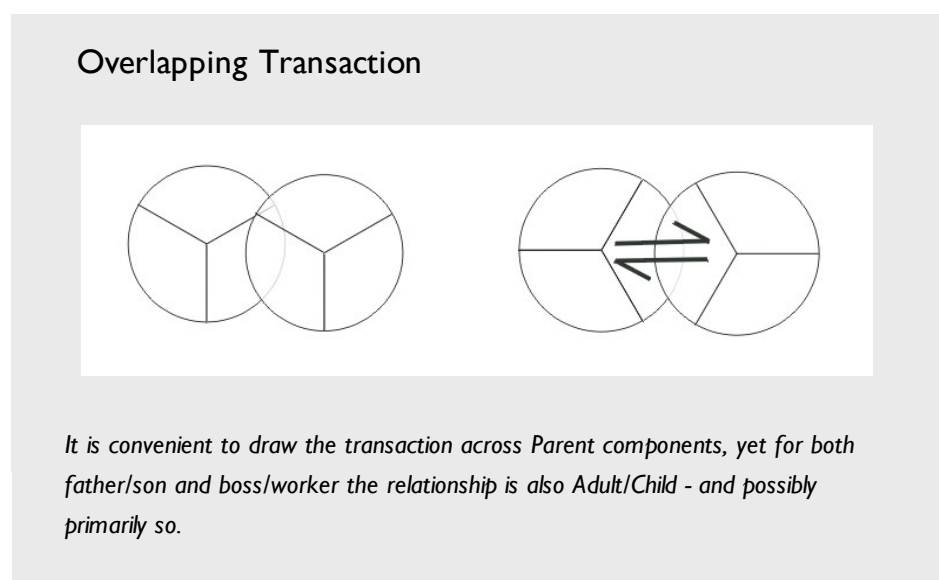 Overlapping Transaction
It is convenient to draw the transaction across Parent components, yet for both
father/son and boss/worker the relationship is also Adult/Child - and possibly
primarily so.